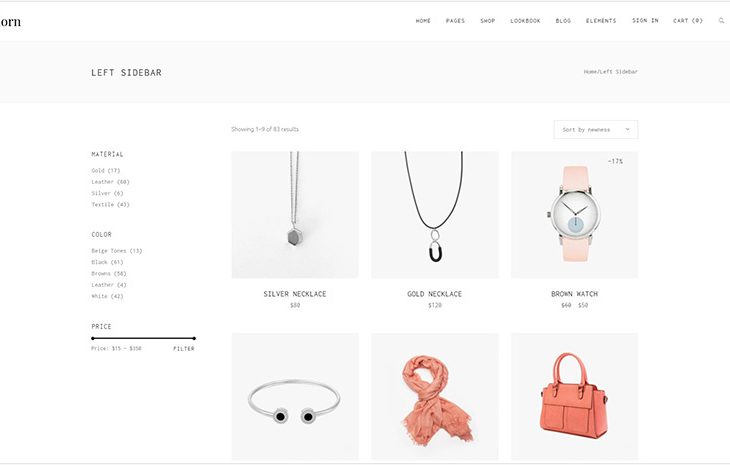 orn
HOME PAGES SHOP LOOKBOOK BLOG ELEMENTS SIGN IN CART (0)
LEFT SIDEBAR
Home/Left Sidebar
Showing 1–9 of 83 results
Sort by newness
MATERIAL
Gold (17)
Leather (60)
Silver (6)
Textile (47)
COLOR
Beige Tones (13)
Black (61)
Browns (56)
Leather (4)
White (42)
PRICE
Price: $15 — $350
FILTER
-17%
SILVER NECKLACE
$80
GOLD NECKLACE
$120
BROWN WATCH
$60 $50